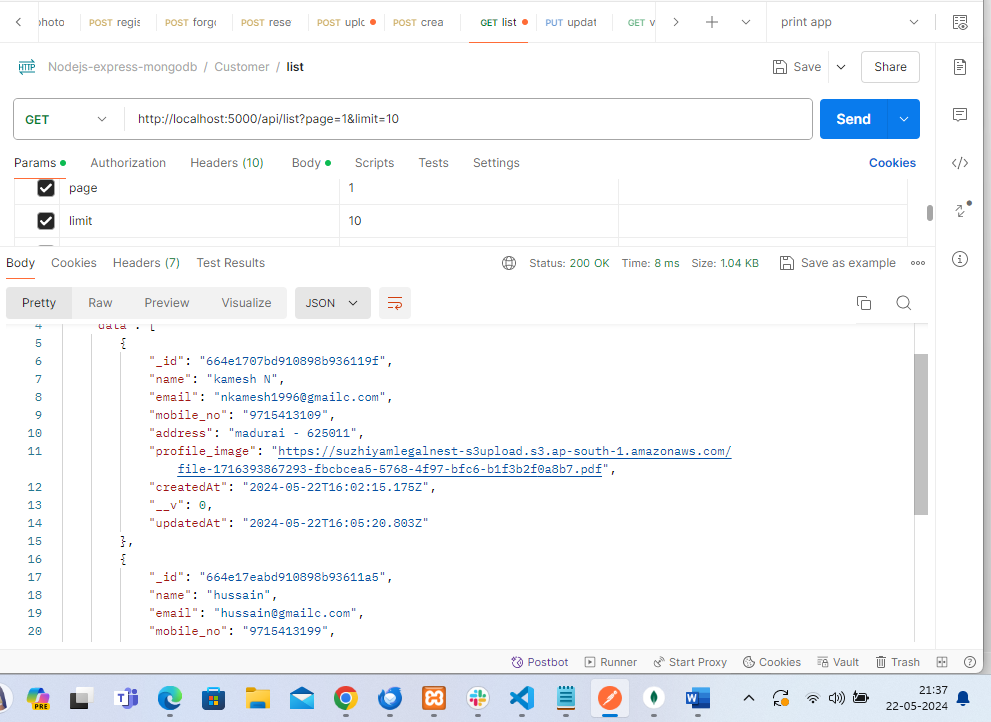 photo POST regis POST forg POST rese POST uplo POST crea GET list PUT updat GET v print app
HTTP Nodejs-express-mongodb / Customer / list Save Share
GET http://localhost:5000/api/list?page=1&limit=10 Send
Params Authorization Headers (10) Body Scripts Tests Settings Cookies
page 1
limit 10
Body Cookies Headers (7) Test Results Status: 200 OK Time: 8 ms Size: 1.04 KB Save as example
Pretty Raw Preview Visualize JSON
4 "data": [
5 {
6 "_id": "664e1707bd910898b936119f",
7 "name": "kamesh N",
8 "email": "nkamesh1996@gmailc.com",
9 "mobile_no": "9715413109",
10 "address": "madurai - 625011",
11 "profile_image": "https://suzhiyamlegalnest-s3upload.s3.ap-south-1.amazonaws.com/
file-1716393867293-fbcbcea5-5768-4f97-bfc6-b1f3b2f0a8b7.pdf",
12 "createdAt": "2024-05-22T16:02:15.175Z",
13 "__v": 0,
14 "updatedAt": "2024-05-22T16:05:20.803Z"
15 },
16 {
17 "_id": "664e17eabd910898b93611a5",
18 "name": "hussain",
19 "email": "hussain@gmailc.com",
20 "mobile_no": "9715413199",
Postbot Runner Start Proxy Cookies Vault Trash
PRE
21:37
22-05-2024